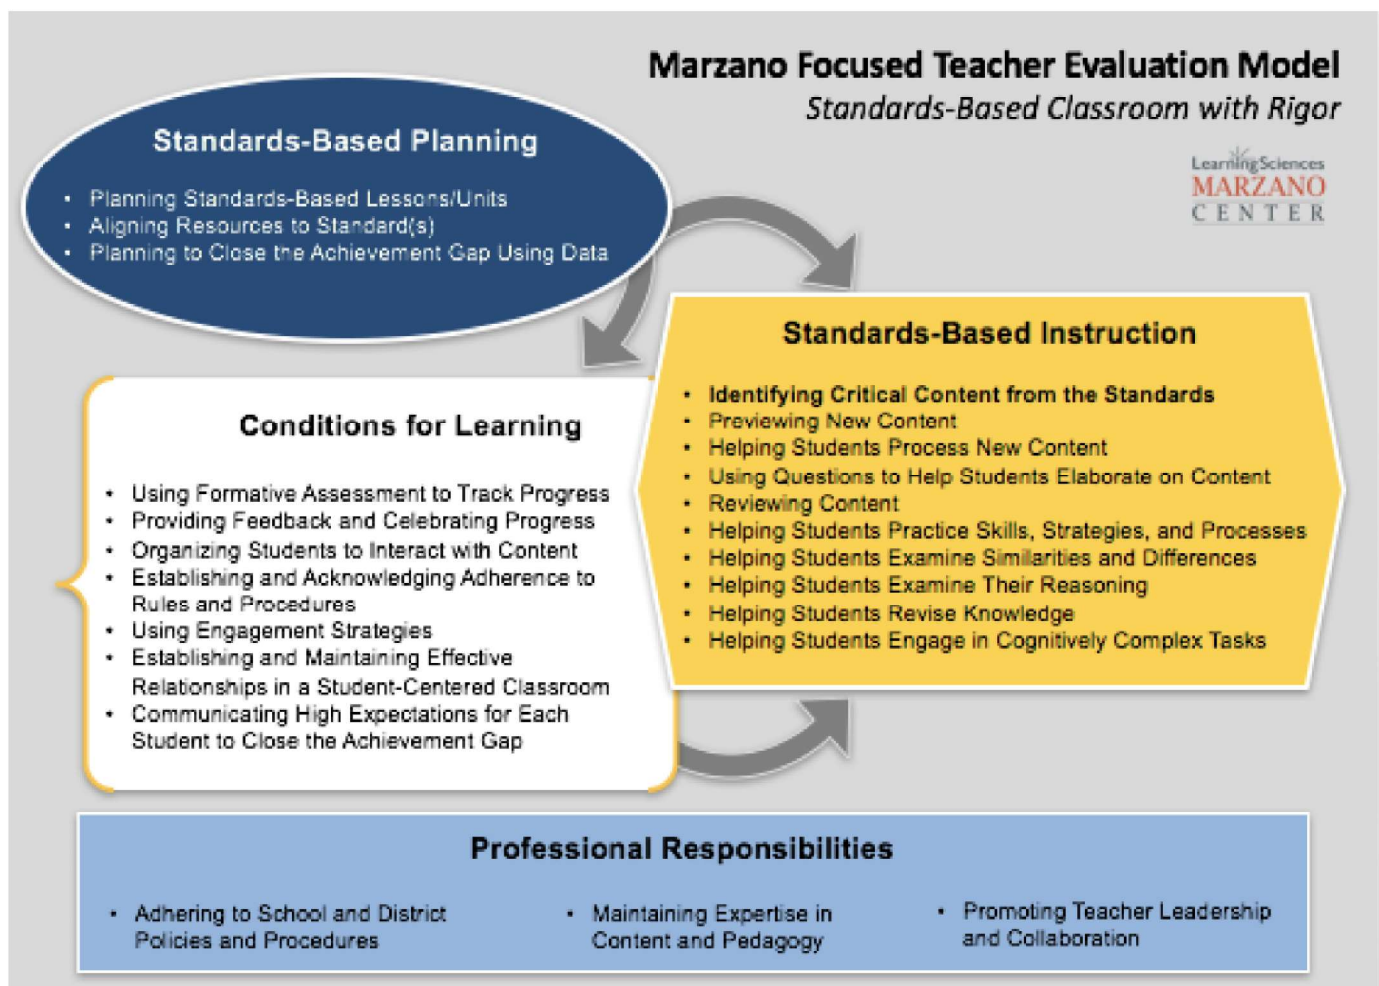 Marzano Focused Teacher Evaluation Model
Standards-Based Classroom with Rigor
LearningSciences
MARZANO
CENTER
Standards-Based Planning
• Planning Standards-Based Lessons/Units
• Aligning Resources to Standard(s)
• Planning to Close the Achievement Gap Using Data
Standards-Based Instruction
• Identifying Critical Content from the Standards
• Previewing New Content
• Helping Students Process New Content
• Using Questions to Help Students Elaborate on Content
• Reviewing Content
• Helping Students Practice Skills, Strategies, and Processes
• Helping Students Examine Similarities and Differences
• Helping Students Examine Their Reasoning
• Helping Students Revise Knowledge
• Helping Students Engage in Cognitively Complex Tasks
Conditions for Learning
• Using Formative Assessment to Track Progress
• Providing Feedback and Celebrating Progress
• Organizing Students to Interact with Content
• Establishing and Acknowledging Adherence to
Rules and Procedures
• Using Engagement Strategies
• Establishing and Maintaining Effective
Relationships in a Student-Centered Classroom
• Communicating High Expectations for Each
Student to Close the Achievement Gap
Professional Responsibilities
• Adhering to School and District
Policies and Procedures
• Maintaining Expertise in
Content and Pedagogy
• Promoting Teacher Leadership
and Collaboration